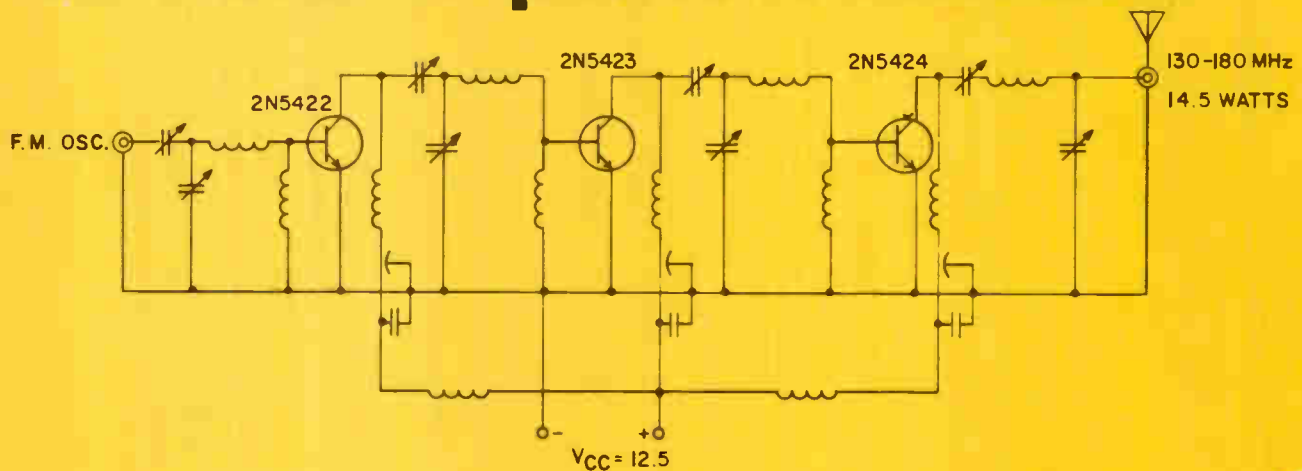 2N5422
2N5423
2N5424
130-180 MHz
14.5 WATTS
F.M. OSC.
-
+
VCC = 12.5